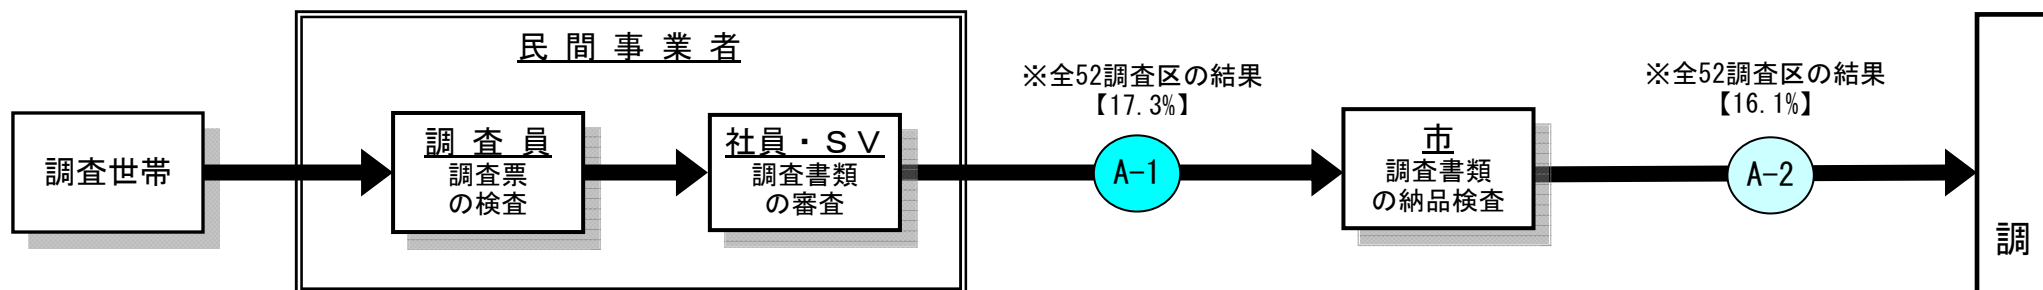 民間事業者
調査世帯
調査員
調査票
の検査
社員・ＳＶ
調査書類
の審査
※全52調査区の結果
【17.3%】
A-1
市
調査書類
の納品検査
※全52調査区の結果
【16.1%】
A-2
調